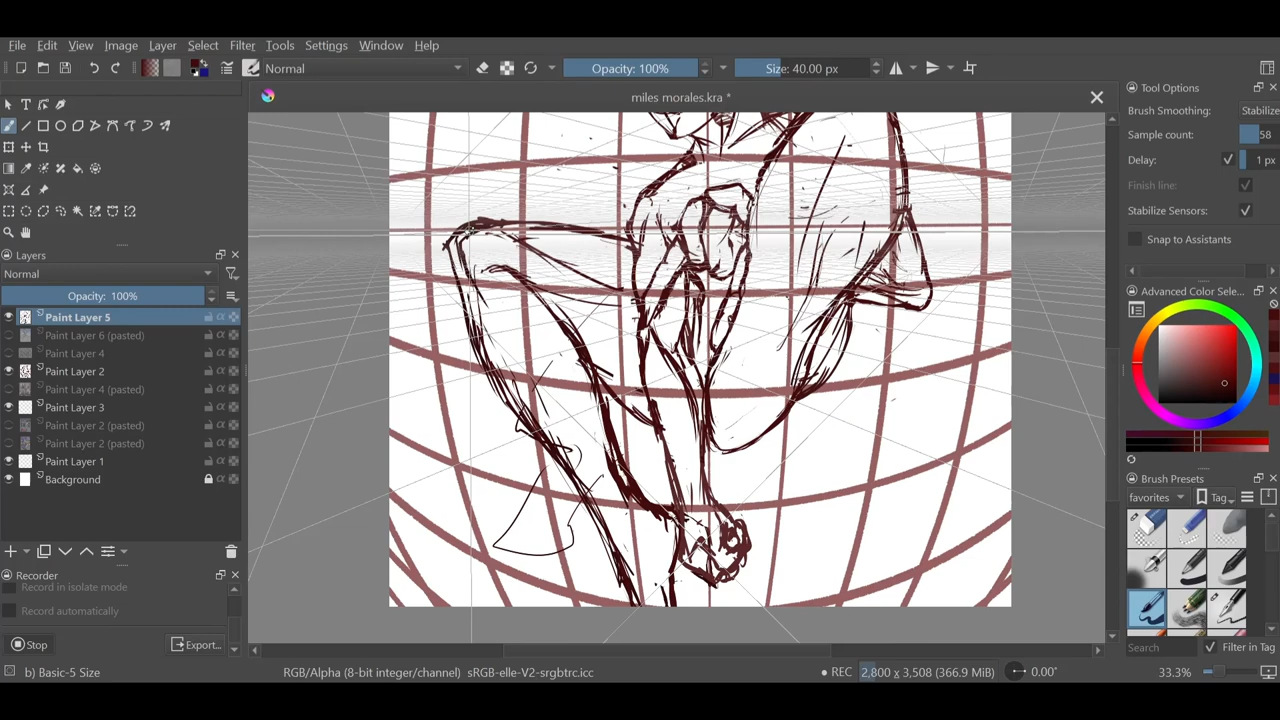 File Edit View Image Layer Select Filter Tools Settings Window Help
Normal Opacity: 100% Size: 40.00 px
miles morales.kra *
Tool Options
Brush Smoothing: Stabilize
Sample count: 58
Delay: 1 px
Finish line:
Stabilize Sensors:
Snap to Assistants
Advanced Color Selec...
Brush Presets
favorites Tag
Search Filter in Tag
Layers
Normal
Opacity: 100%
Paint Layer 5
Paint Layer 6 (pasted)
Paint Layer 4
Paint Layer 2
Paint Layer 4 (pasted)
Paint Layer 3
Paint Layer 2 (pasted)
Paint Layer 2 (pasted)
Paint Layer 1
Background
Recorder
Record in isolate mode
Record automatically
Stop Export...
b) Basic-5 Size RGB/Alpha (8-bit integer/channel) sRGB-elle-V2-srgbtrc.icc REC 2,800 x 3,508 (366.9 MiB) 0.00° 33.3%